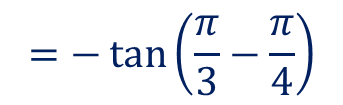 = − tan (π/3 − π/4)